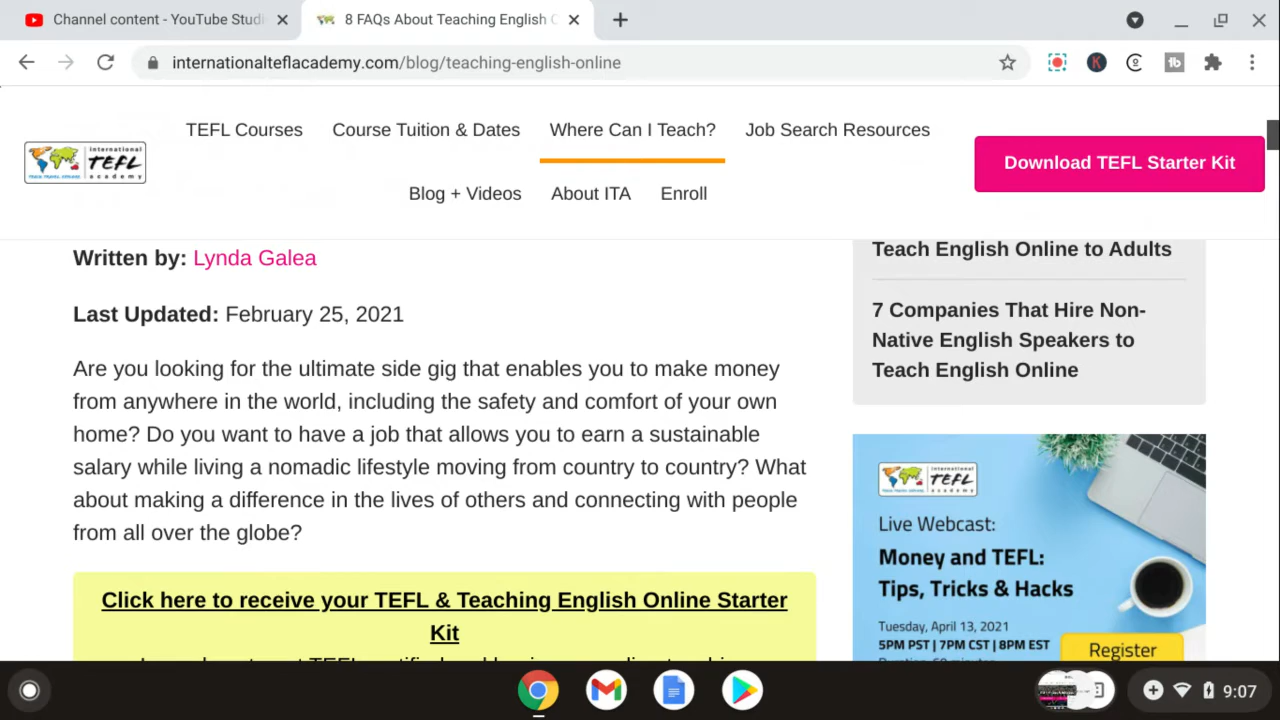 Channel content - YouTube Studi
8 FAQs About Teaching English O
internationalteflacademy.com/blog/teaching-english-online
international
TEFL
academy
TEFL Courses
Course Tuition & Dates
Where Can I Teach?
Job Search Resources
Blog + Videos
About ITA
Enroll
Download TEFL Starter Kit
Written by: Lynda Galea
Last Updated: February 25, 2021
Are you looking for the ultimate side gig that enables you to make money
from anywhere in the world, including the safety and comfort of your own
home? Do you want to have a job that allows you to earn a sustainable
salary while living a nomadic lifestyle moving from country to country? What
about making a difference in the lives of others and connecting with people
from all over the globe?
Click here to receive your TEFL & Teaching English Online Starter
Kit
Teach English Online to Adults
7 Companies That Hire Non-
Native English Speakers to
Teach English Online
international
TEFL
academy
Live Webcast:
Money and TEFL:
Tips, Tricks & Hacks
Tuesday, April 13, 2021
5PM PST | 7PM CST | 8PM EST
Register
9:07